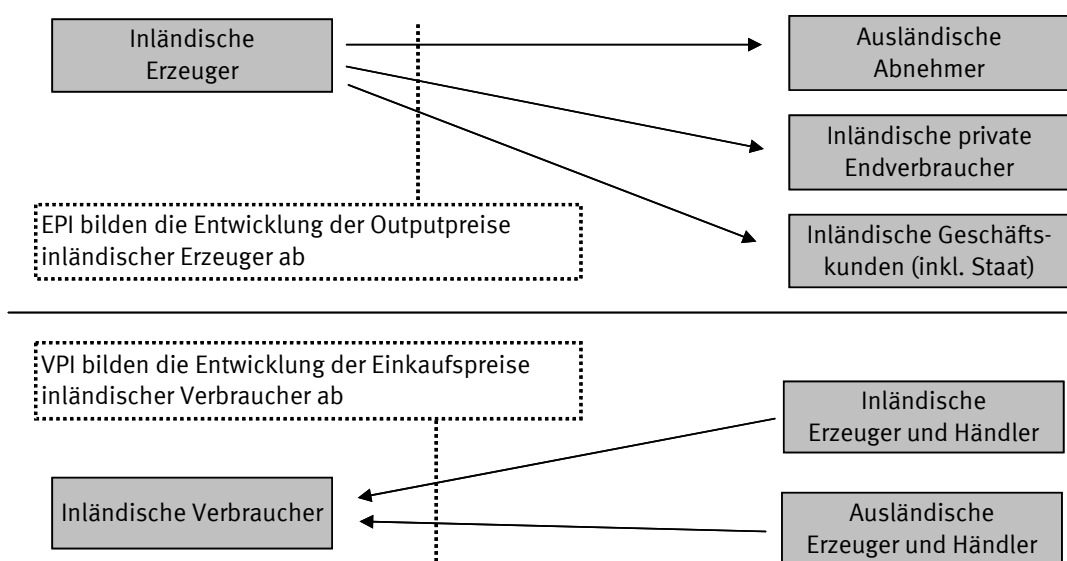 Inländische
Erzeuger
Ausländische
Abnehmer
Inländische private
Endverbraucher
Inländische Geschäfts-
kunden (inkl. Staat)
EPI bilden die Entwicklung der Outputpreise
inländischer Erzeuger ab
VPI bilden die Entwicklung der Einkaufspreise
inländischer Verbraucher ab
Inländische
Erzeuger und Händler
Inländische Verbraucher
Ausländische
Erzeuger und Händler